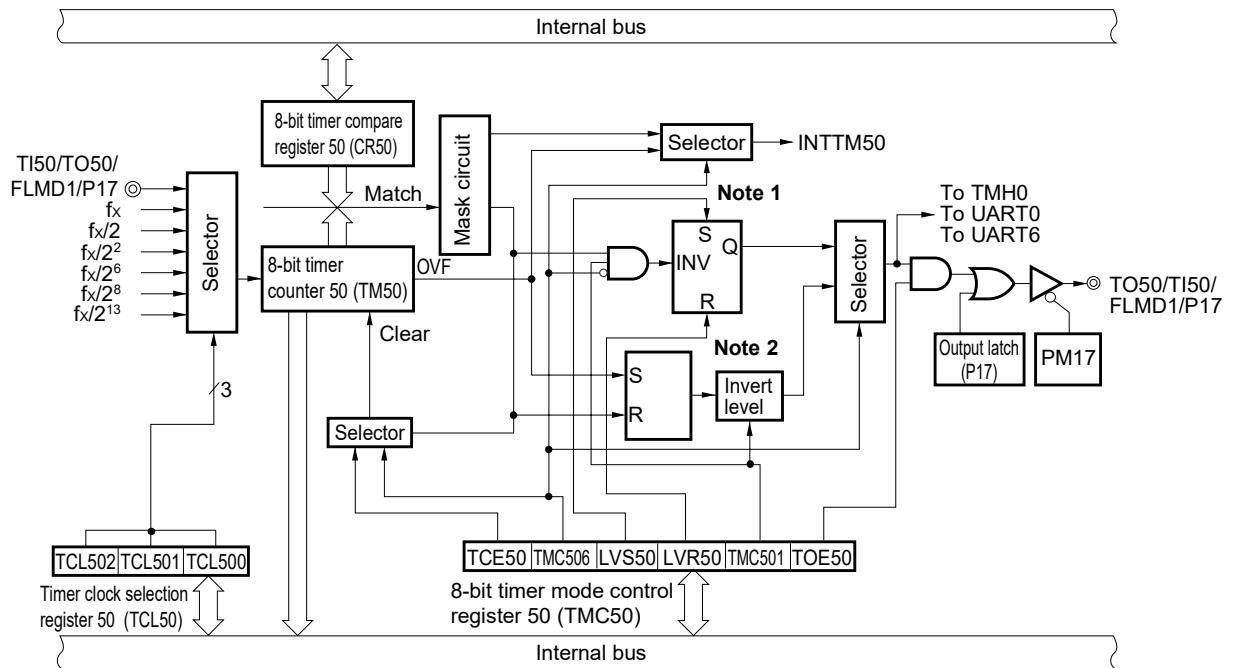 Internal bus
8-bit timer compare
register 50 (CR50)
TI50/TO50/
FLMD1/P17
fX
fX/2
fX/2²
fX/2⁶
fX/2⁸
fX/2¹³
Selector
Match
Mask circuit
Selector
INTTM50
Note 1
S
Q
INV
R
8-bit timer
counter 50 (TM50)
OVF
Clear
Selector
To TMH0
To UART0
To UART6
TO50/TI50/
FLMD1/P17
Output latch
(P17)
PM17
Note 2
S
R
Invert
level
3
Selector
TCL502 TCL501 TCL500
Timer clock selection
register 50 (TCL50)
TCE50 TMC506 LVS50 LVR50 TMC501 TOE50
8-bit timer mode control
register 50 (TMC50)
Internal bus